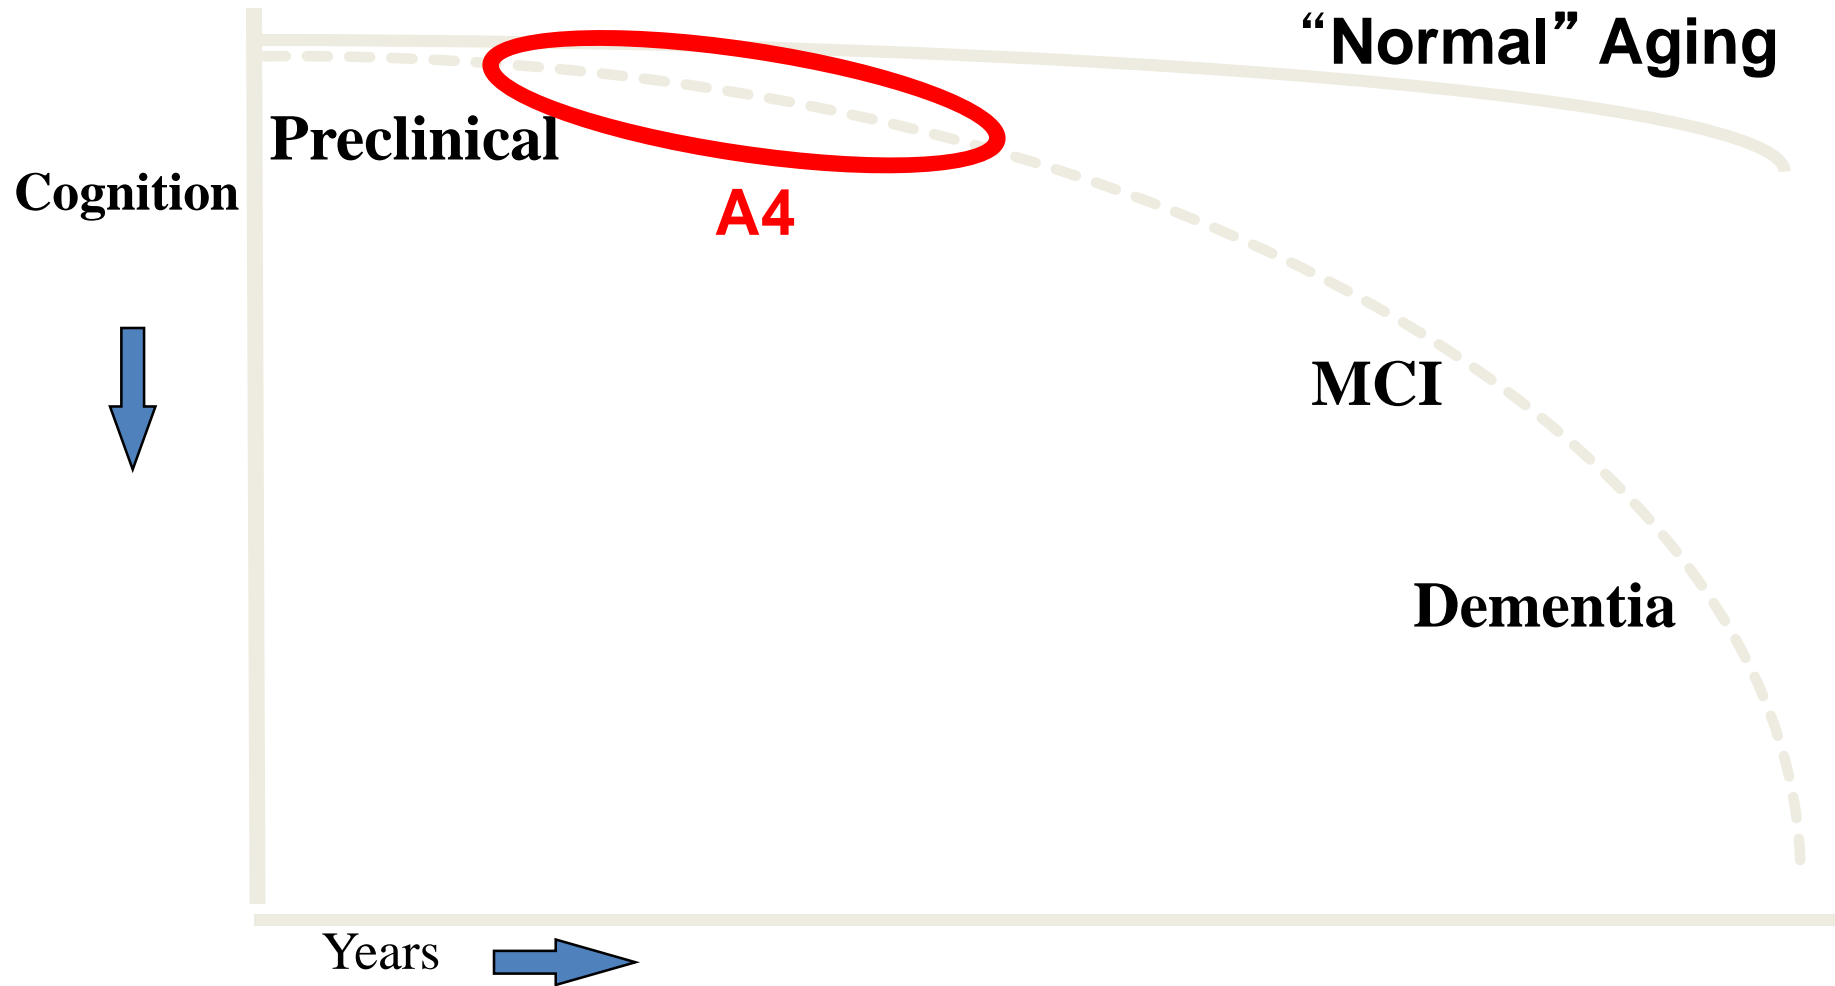 “Normal” Aging
Preclinical
Cognition
A4
MCI
Dementia
Years